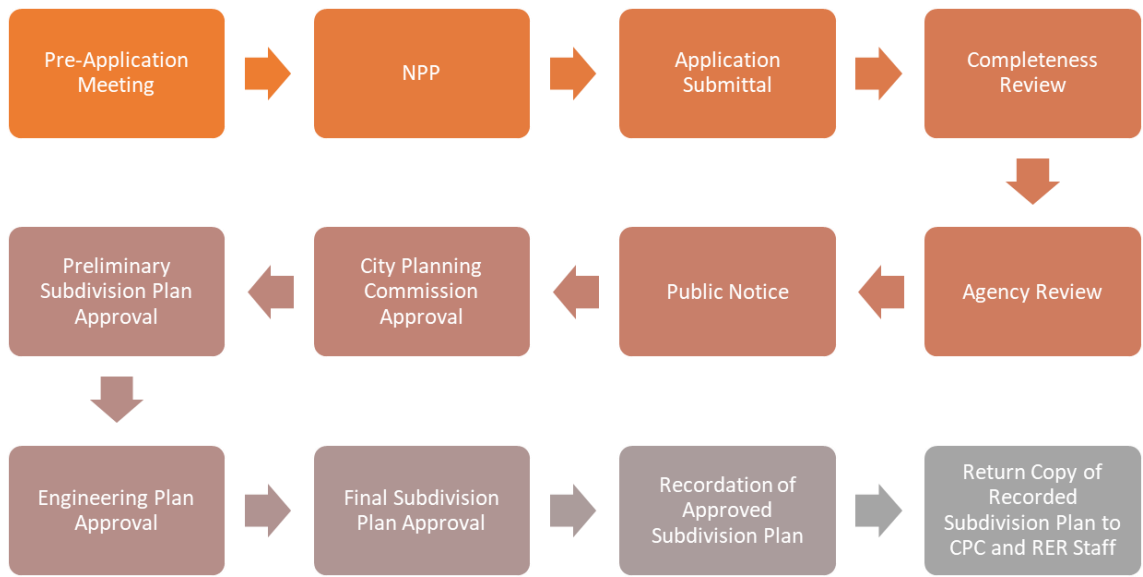 Pre-Application
Meeting
NPP
Application
Submittal
Completeness
Review
Agency Review
Public Notice
City Planning
Commission
Approval
Preliminary
Subdivision Plan
Approval
Engineering Plan
Approval
Final Subdivision
Plan Approval
Recordation of
Approved
Subdivision Plan
Return Copy of
Recorded
Subdivision Plan to
CPC and RER Staff